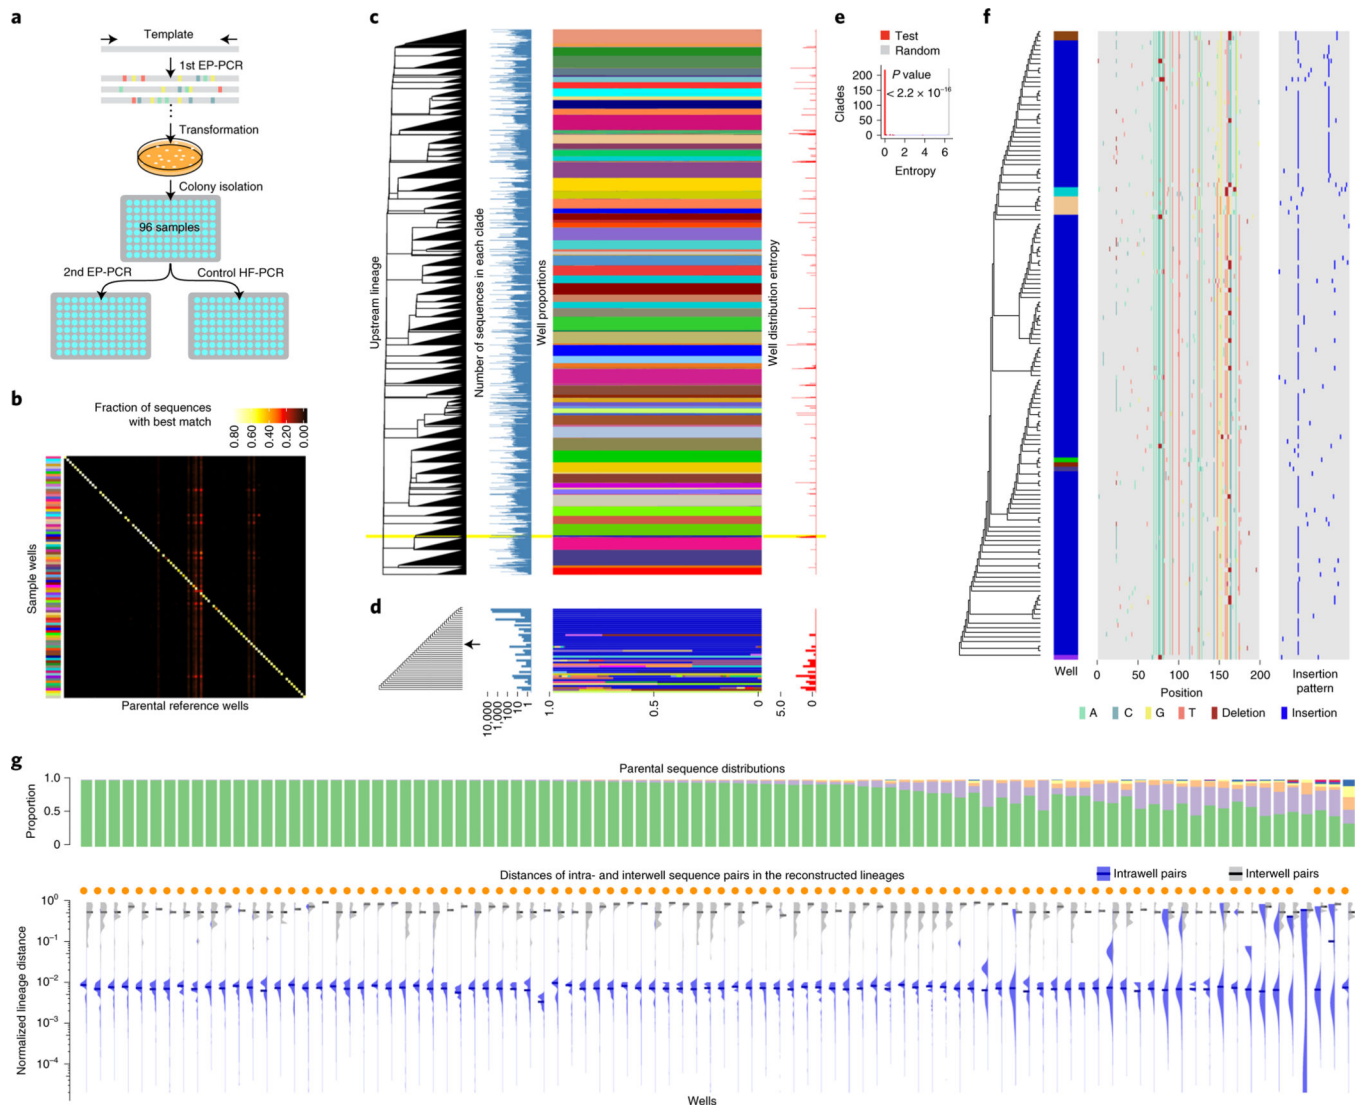 a
Template
1st EP-PCR
Transformation
Colony isolation
96 samples
2nd EP-PCR
Control HF-PCR
b
Fraction of sequences
with best match
0.80
0.60
0.40
0.20
0.00
Sample wells
Parental reference wells
c
Upstream lineage
Number of sequences in each clade
Well proportions
Well distribution entropy
d
10,000
1,000
100
10
1
1.0
0.5
0
5.0
0
e
Test
Random
P value
< 2.2 × 10⁻¹⁶
Clades
200
150
100
50
0
0
2
4
6
Entropy
f
Well
0
50
100
150
200
Position
Insertion
pattern
A
C
G
T
Deletion
Insertion
g
Parental sequence distributions
Proportion
1.0
0.5
0
Distances of intra- and interwell sequence pairs in the reconstructed lineages
Intrawell pairs
Interwell pairs
Normalized lineage distance
10⁰
10⁻¹
10⁻²
10⁻³
10⁻⁴
Wells